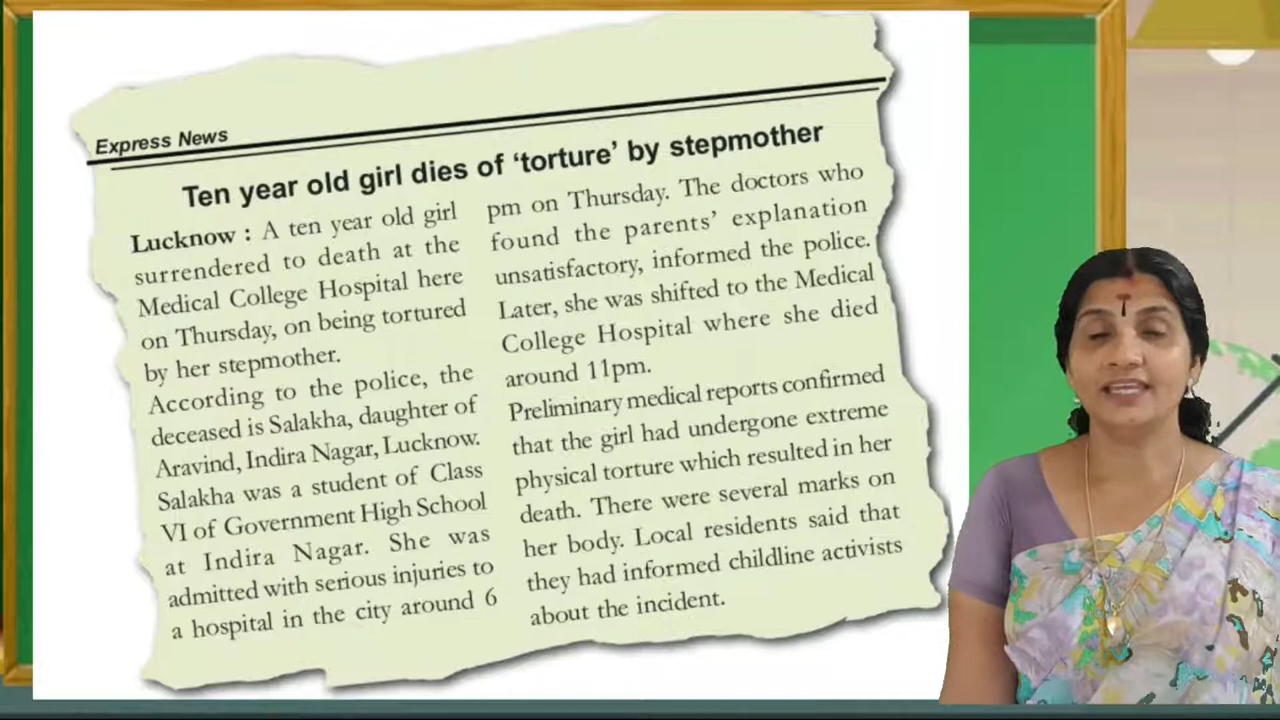 Express News
Ten year old girl dies of ‘torture’ by stepmother
Lucknow : A ten year old girl
surrendered to death at the
Medical College Hospital here
on Thursday, on being tortured
by her stepmother.
According to the police, the
deceased is Salakha, daughter of
Aravind, Indira Nagar, Lucknow.
Salakha was a student of Class
VI of Government High School
at Indira Nagar. She was
admitted with serious injuries to
a hospital in the city around 6
pm on Thursday. The doctors who
found the parents’ explanation
unsatisfactory, informed the police.
Later, she was shifted to the Medical
College Hospital where she died
around 11pm.
Preliminary medical reports confirmed
that the girl had undergone extreme
physical torture which resulted in her
death. There were several marks on
her body. Local residents said that
they had informed childline activists
about the incident.